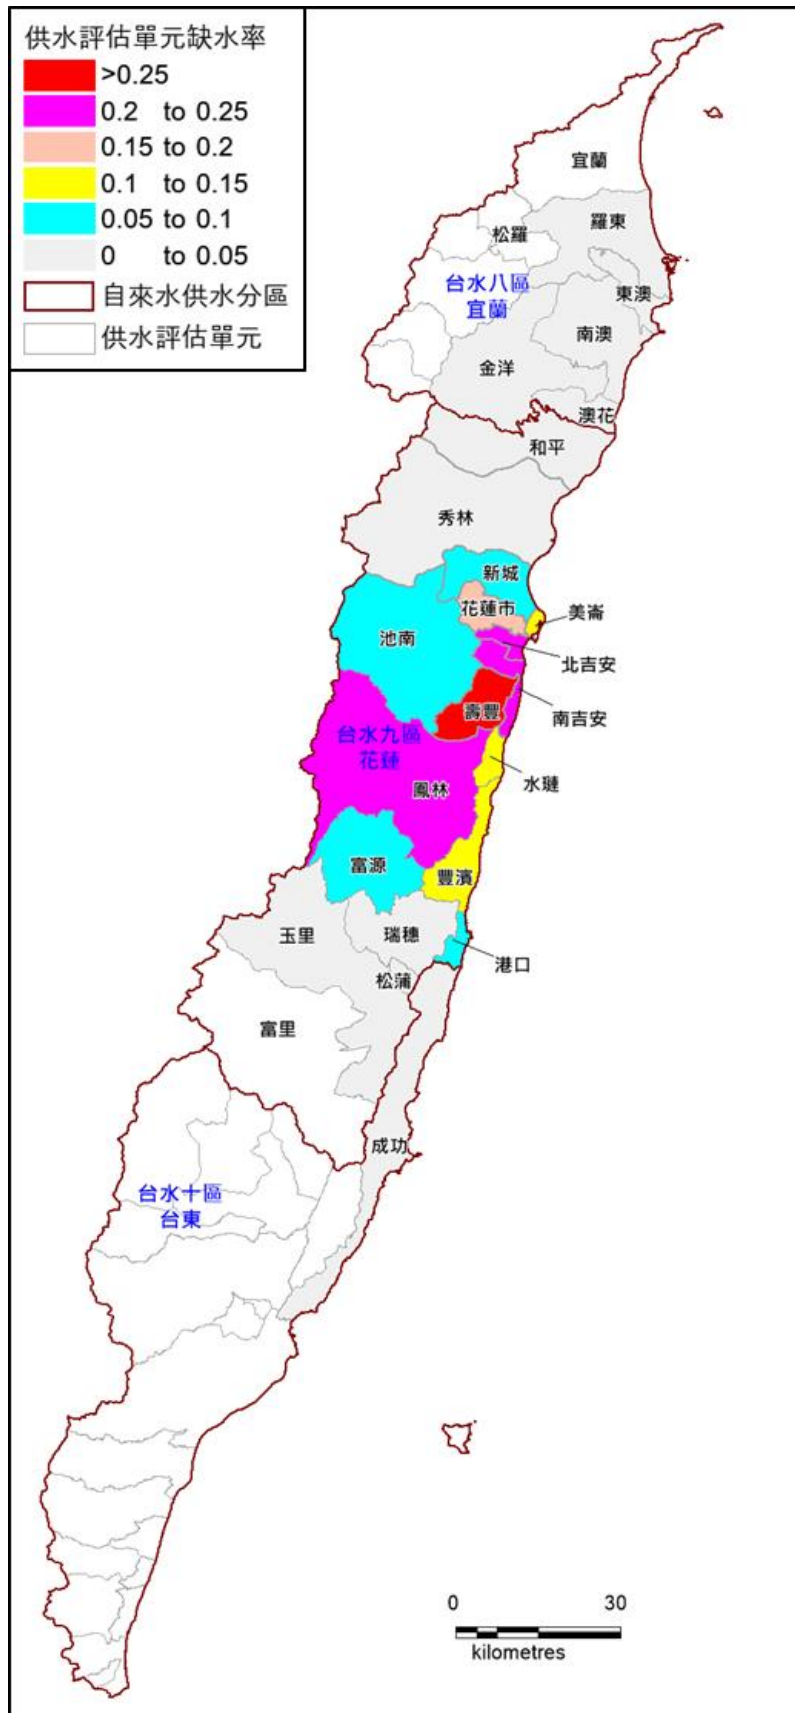 供水評估單元缺水率
>0.25
0.2 to 0.25
0.15 to 0.2
0.1 to 0.15
0.05 to 0.1
0 to 0.05
自來水供水分區
供水評估單元
宜蘭
羅東
松羅
台水八區
宜蘭
東澳
南澳
金洋
澳花
和平
秀林
新城
花蓮市
美崙
池南
北吉安
壽豐
南吉安
台水九區
花蓮
水璉
鳳林
富源
豐濱
玉里
瑞穗
港口
松蒲
富里
成功
台水十區
台東
0 30
kilometres